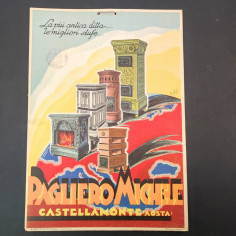 La più antica ditta
le migliori stufe
PAGLIERO MICHELE
CASTELLAMONTE (AOSTA)